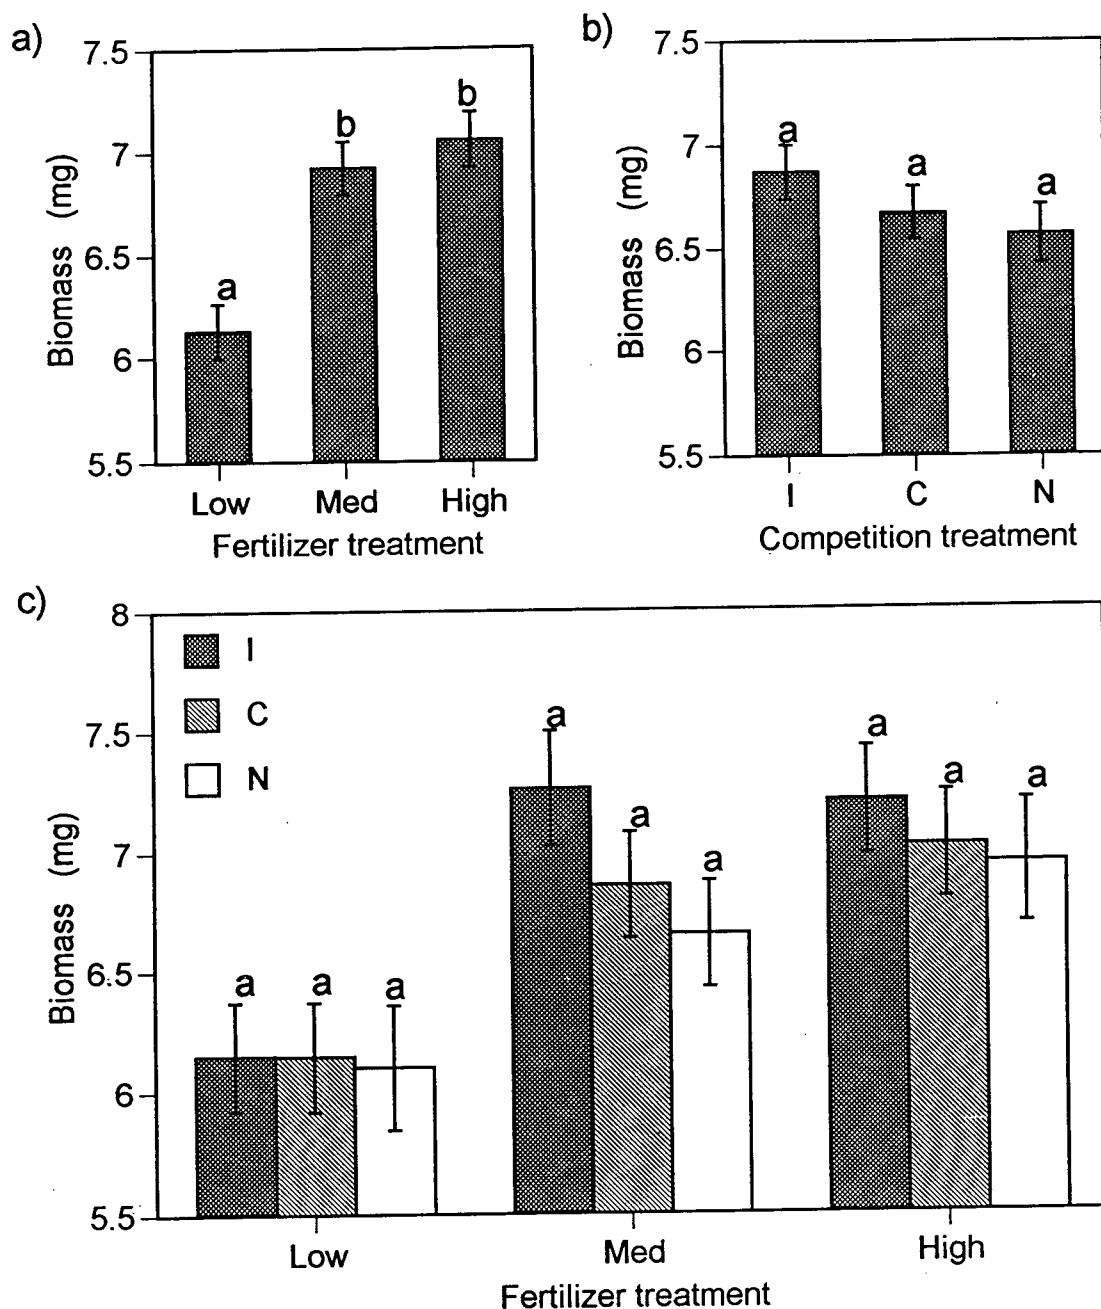 a)
7.5
7
6.5
6
5.5
Biomass (mg)
a
b
b
Low Med High
Fertilizer treatment
b)
7.5
7
6.5
6
5.5
Biomass (mg)
a
a
a
I C N
Competition treatment
c)
8
7.5
7
6.5
6
5.5
Biomass (mg)
I
C
N
a a a
a a a
a a a
Low Med High
Fertilizer treatment